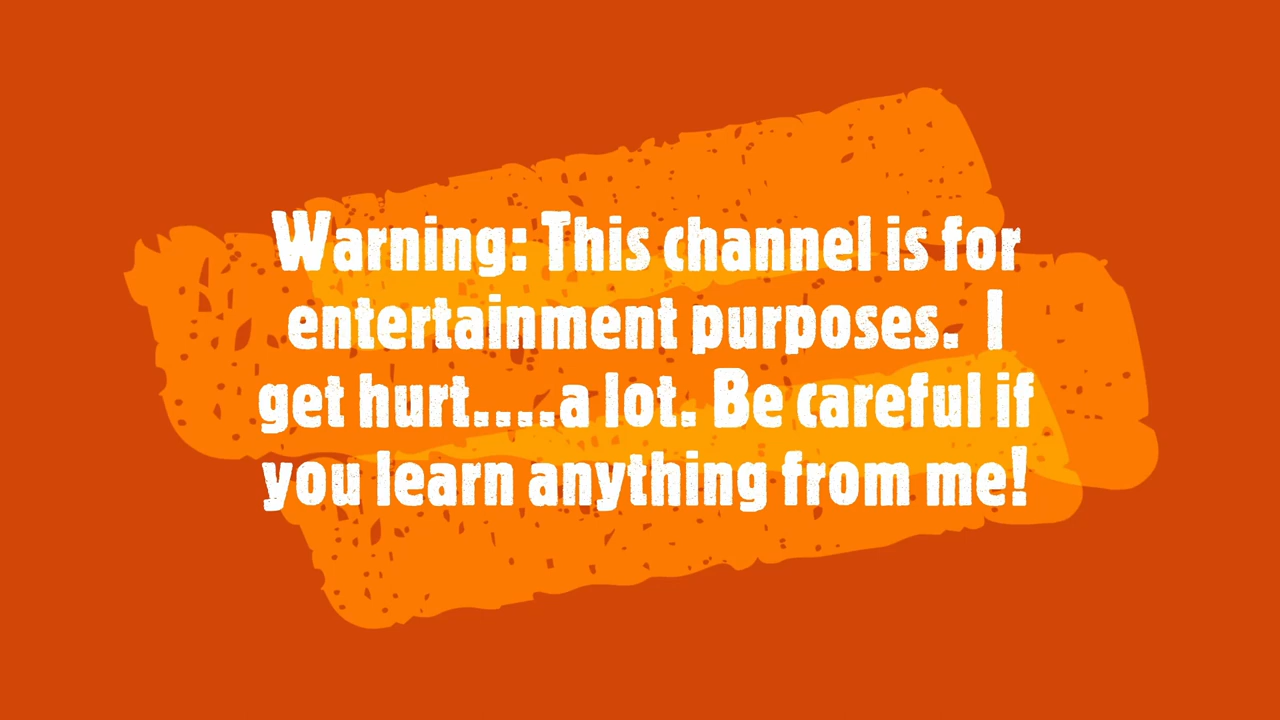 Warning: This channel is for
entertainment purposes.  I
get hurt....a lot. Be careful if
you learn anything from me!